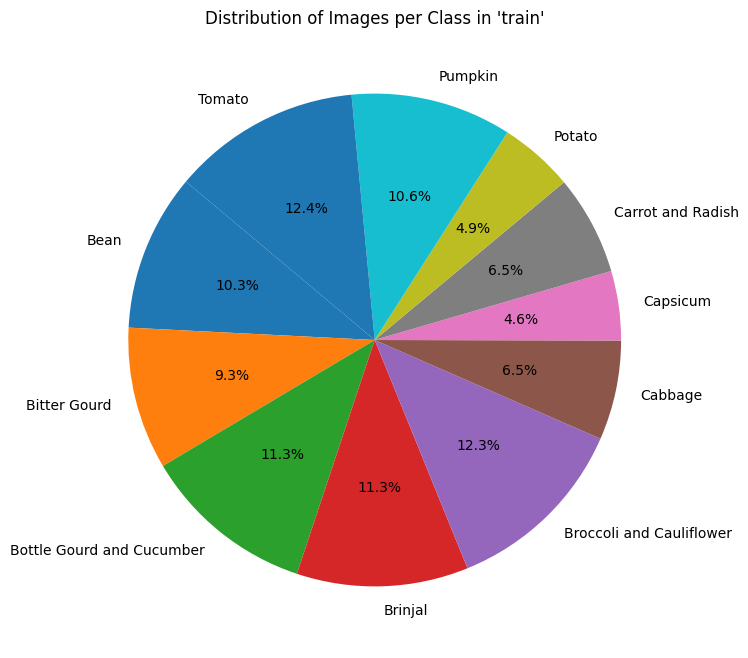 Distribution of Images per Class in 'train'
Pumpkin
Tomato
Potato
10.6%
12.4%
Carrot and Radish
4.9%
Bean
6.5%
10.3%
Capsicum
4.6%
9.3%
6.5%
Cabbage
Bitter Gourd
12.3%
11.3%
11.3%
Broccoli and Cauliflower
Bottle Gourd and Cucumber
Brinjal